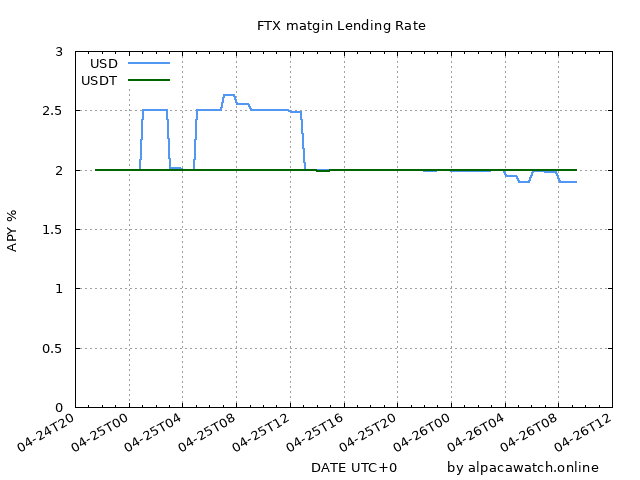 FTX matgin Lending Rate
3
USD
USDT
2.5
2
1.5
APY %
1
0.5
0
04-24T20 04-25T00 04-25T04 04-25T08 04-25T12 04-25T16 04-25T20 04-26T00 04-26T04 04-26T08 04-26T12
DATE UTC+0 by alpacawatch.online